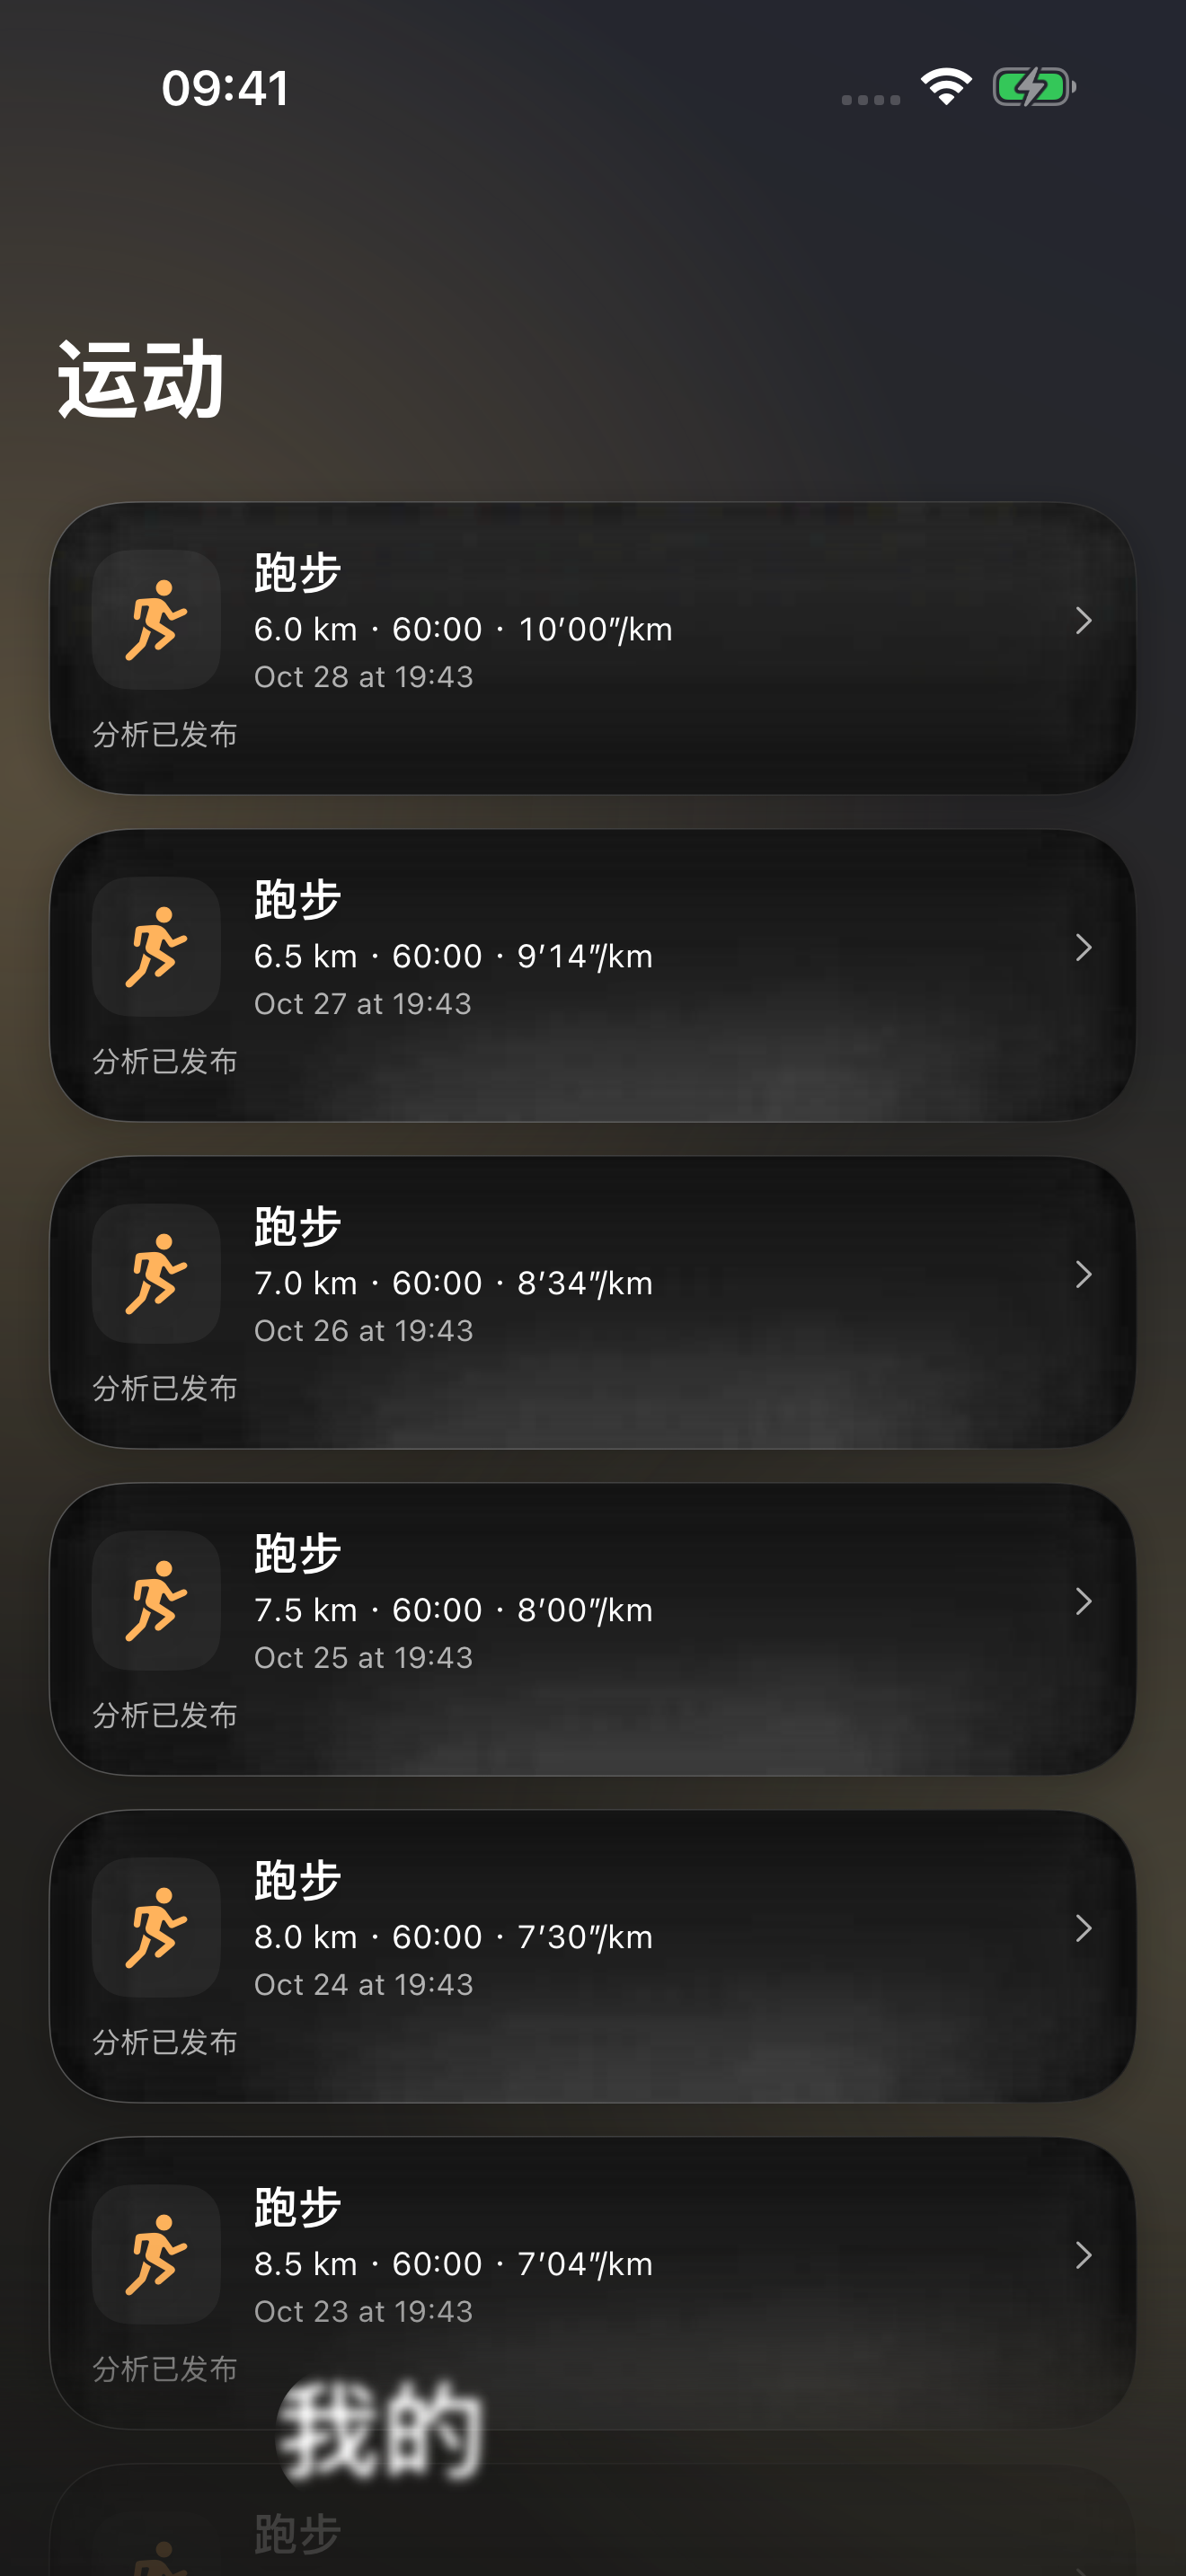 09:41
运动
跑步
6.0 km · 60:00 · 10’00”/km
Oct 28 at 19:43
分析已发布
跑步
6.5 km · 60:00 · 9’14”/km
Oct 27 at 19:43
分析已发布
跑步
7.0 km · 60:00 · 8’34”/km
Oct 26 at 19:43
分析已发布
跑步
7.5 km · 60:00 · 8’00”/km
Oct 25 at 19:43
分析已发布
跑步
8.0 km · 60:00 · 7’30”/km
Oct 24 at 19:43
分析已发布
跑步
8.5 km · 60:00 · 7’04”/km
Oct 23 at 19:43
分析已发布
我的
跑步